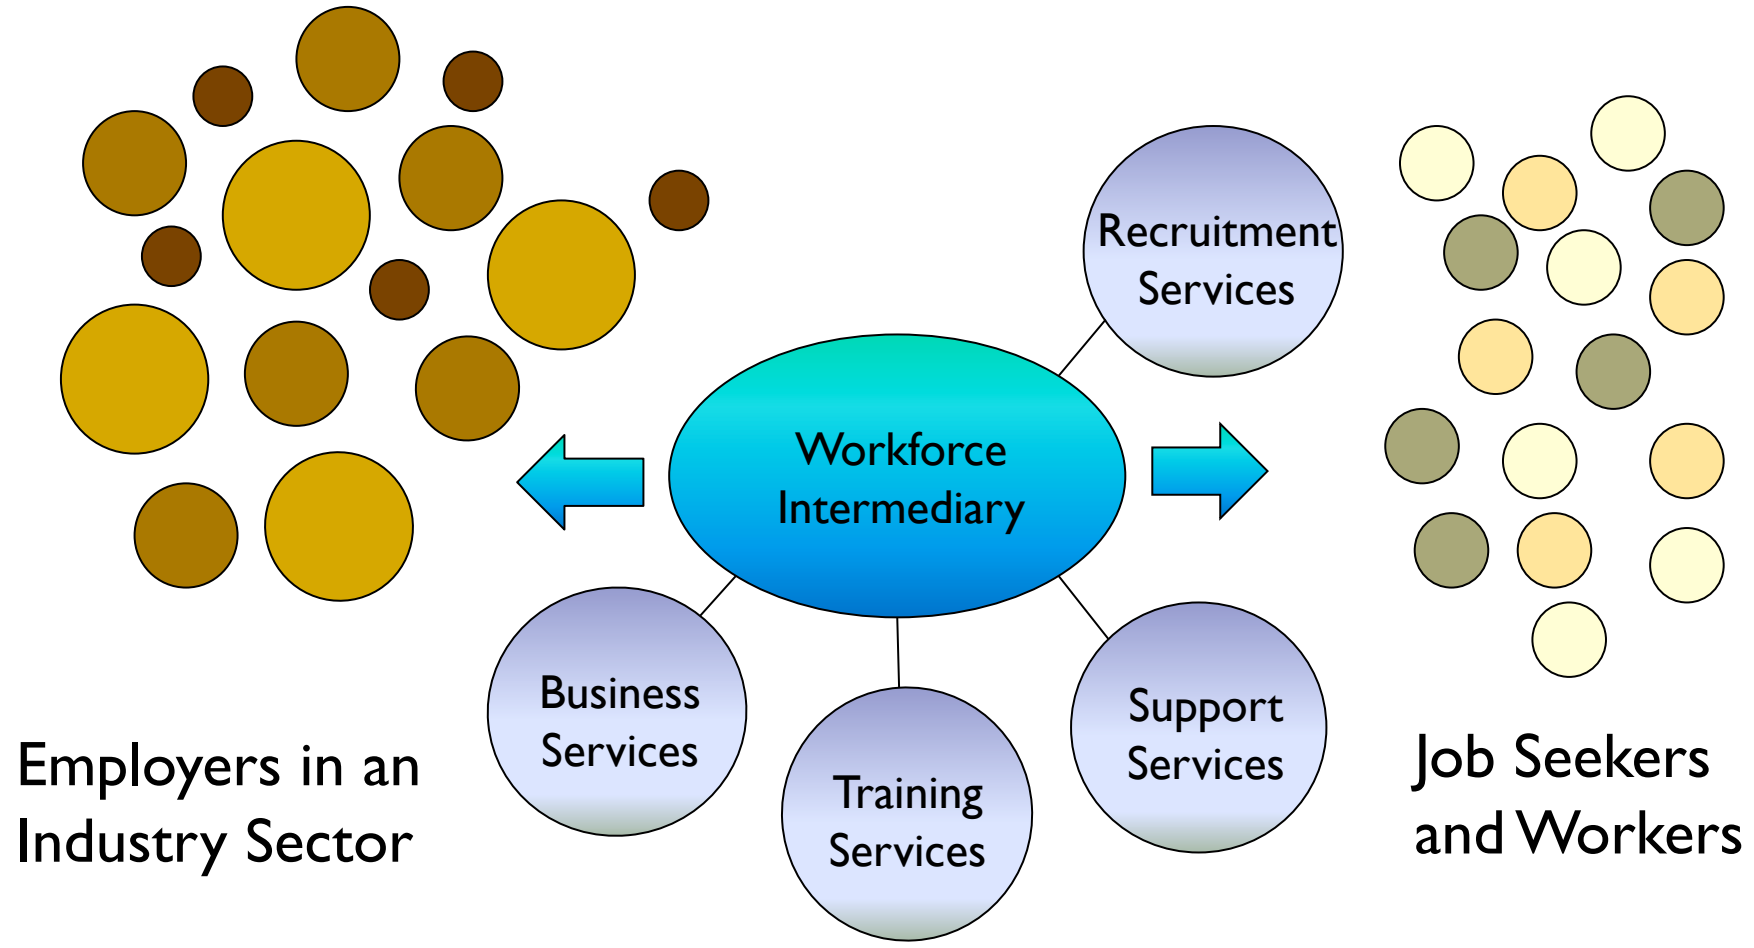 Recruitment
Services
Workforce
Intermediary
Business
Services
Training
Services
Support
Services
Employers in an
Industry Sector
Job Seekers
and Workers